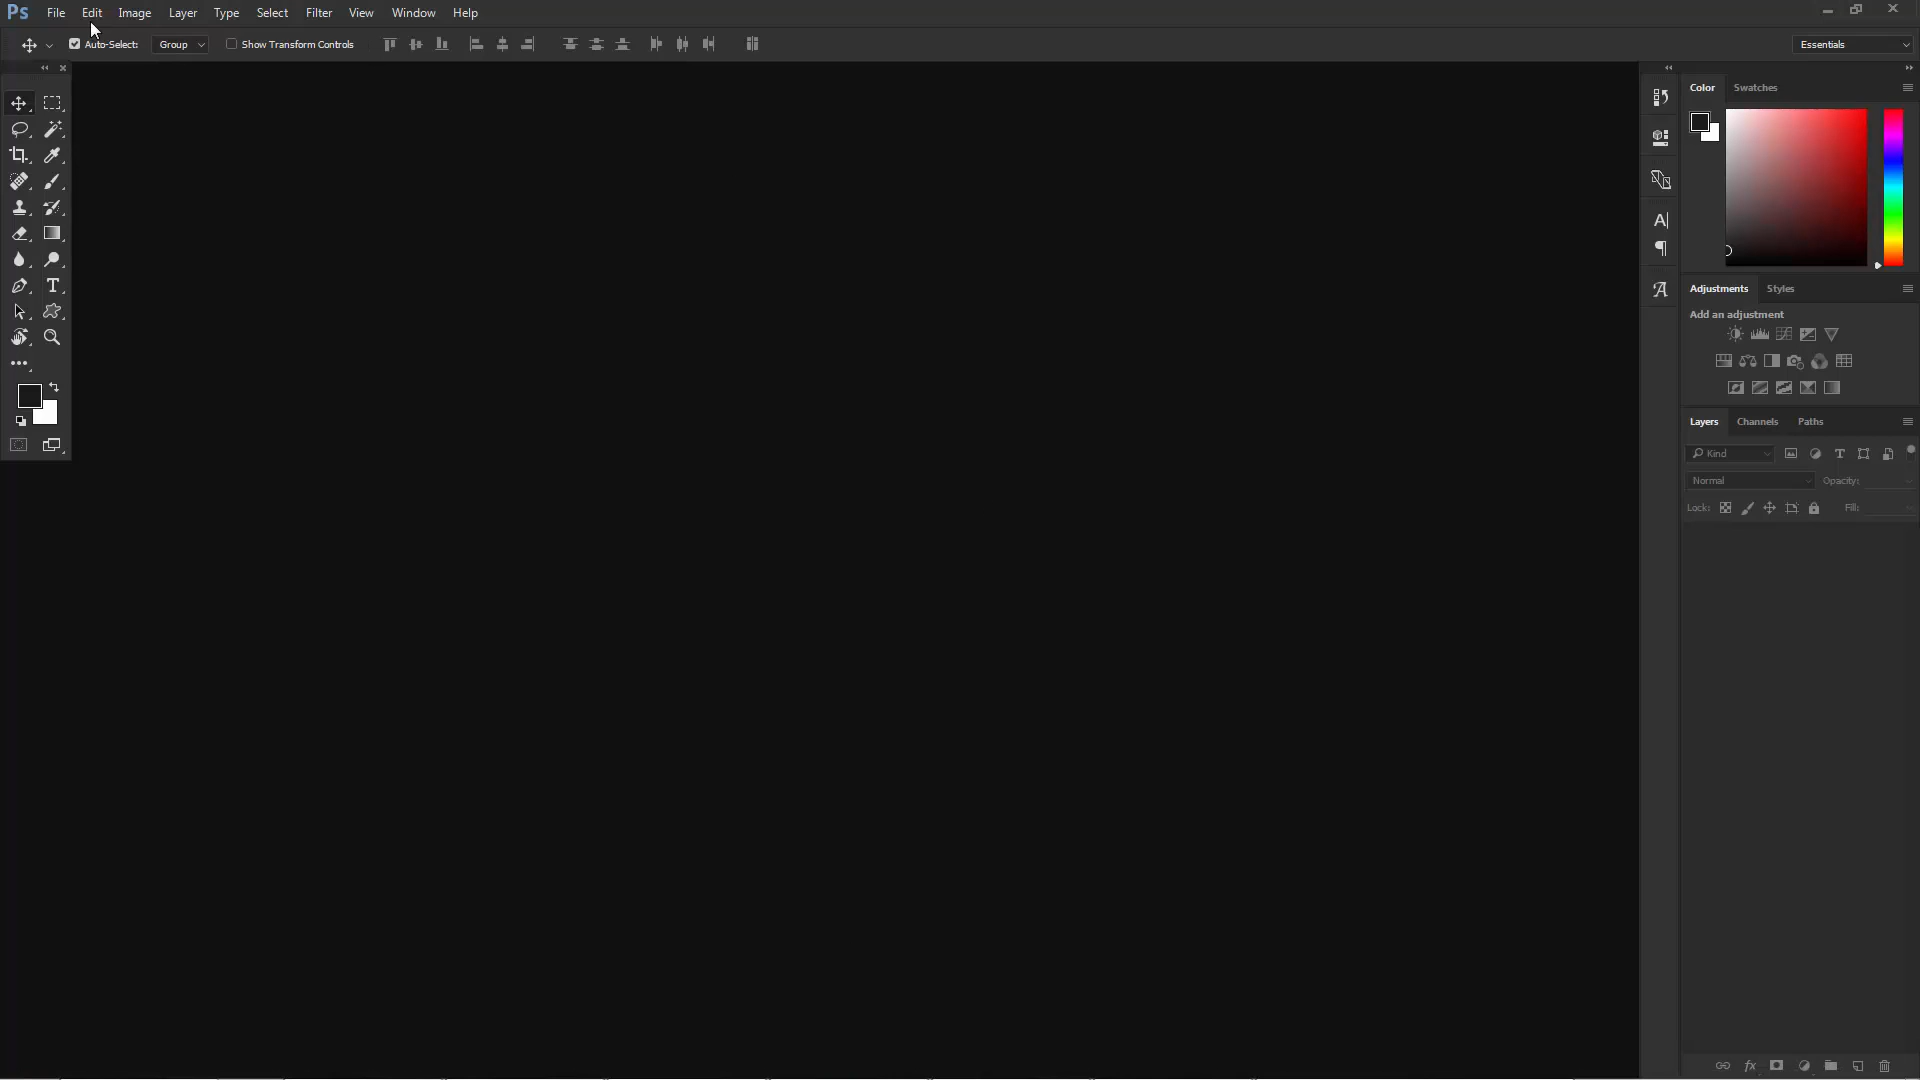 Ps File Edit Image Layer Type Select Filter View Window Help
Auto-Select: Group Show Transform Controls Essentials
Color Swatches
Adjustments Styles
Add an adjustment
Layers Channels Paths
Kind
Normal Opacity:
Lock: Fill: